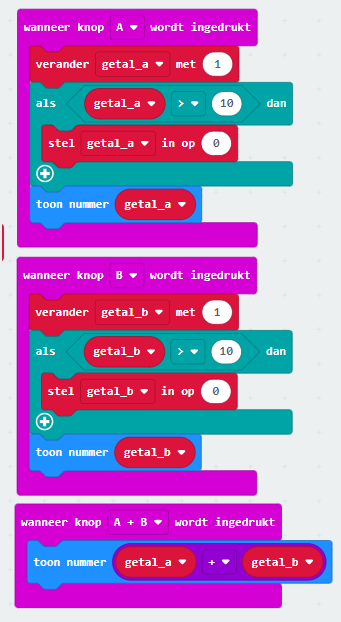 wanneer knop A wordt ingedrukt
verander getal_a met 1
als getal_a > 10 dan
stel getal_a in op 0
toon nummer getal_a
wanneer knop B wordt ingedrukt
verander getal_b met 1
als getal_b > 10 dan
stel getal_b in op 0
toon nummer getal_b
wanneer knop A + B wordt ingedrukt
toon nummer getal_a + getal_b